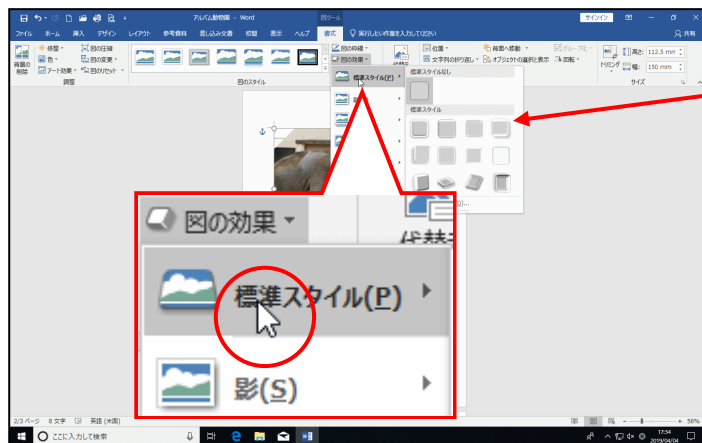 アルバム動物園 - Word
図ツール
サインイン
ファイル ホーム 挿入 デザイン レイアウト 参考資料 差し込み文書 校閲 表示 ヘルプ 書式 実行したい作業を入力してください 共有
背景の削除
修整
色
アート効果
図の圧縮
図の変更
図のリセット
調整
図のスタイル
図の枠線
図の効果
位置
文字列の折り返し
背面へ移動
オブジェクトの選択と表示
グループ化
回転
トリミング
高さ: 112.5 mm
幅: 150 mm
サイズ
標準スタイル(P)
標準スタイルなし
標準スタイル
図の効果
標準スタイル(P)
影(S)
2/3 ページ 8 文字 英語 (米国)
50%
ここに入力して検索
17:34
2019/04/04